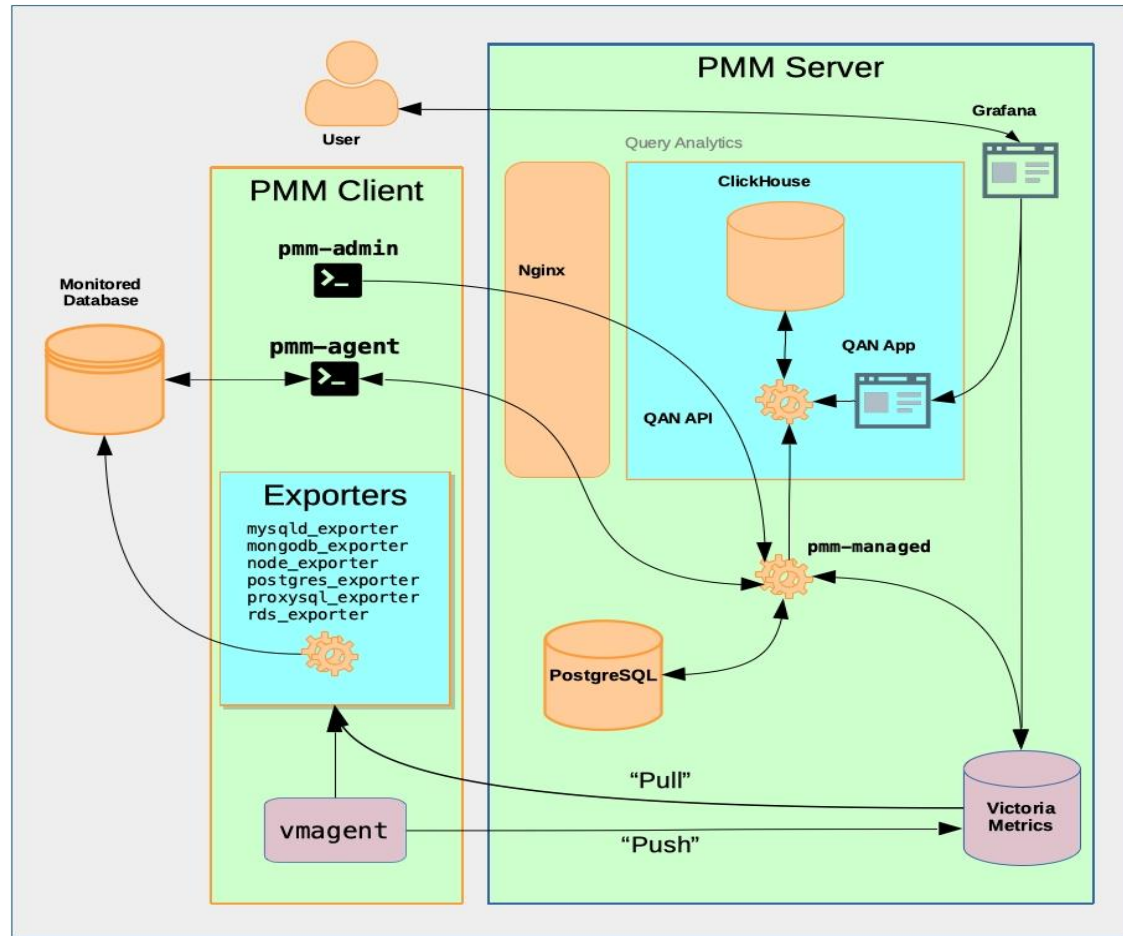 PMM Server
User
Grafana
Query Analytics
PMM Client
ClickHouse
pmm-admin
Nginx
Monitored
Database
pmm-agent
QAN App
QAN API
Exporters
mysqld_exporter
mongodb_exporter
node_exporter
postgres_exporter
proxysql_exporter
rds_exporter
pmm-managed
PostgreSQL
“Pull”
Victoria
Metrics
vmagent
“Push”